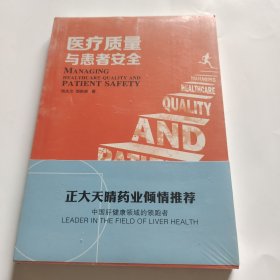 医疗质量
与患者安全
MANAGING
HEALTHCARE QUALITY AND
PATIENT SAFETY
MANAGING
HEALTHCARE
QUALITY
AND
正大天晴药业倾情推荐
中国肝健康领域的领跑者
LEADER IN THE FIELD OF LIVER HEALTH